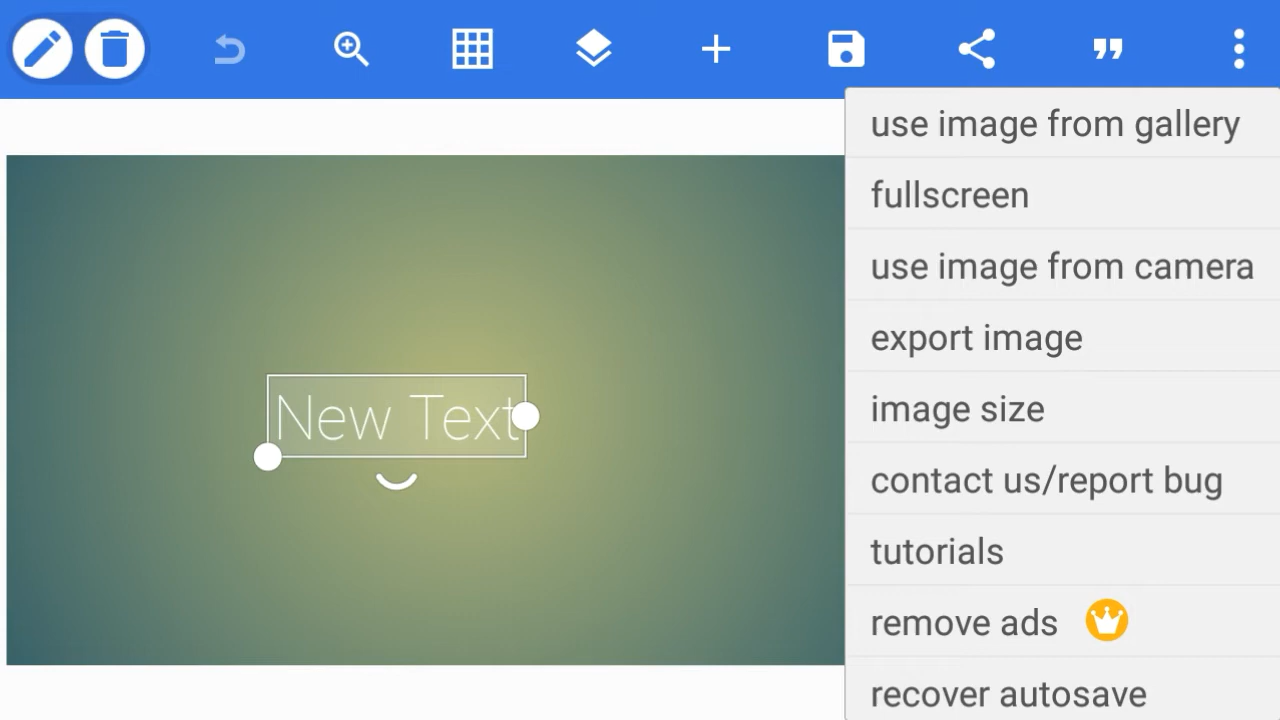 use image from gallery
fullscreen
use image from camera
export image
New Text
image size
contact us/report bug
tutorials
remove ads
recover autosave